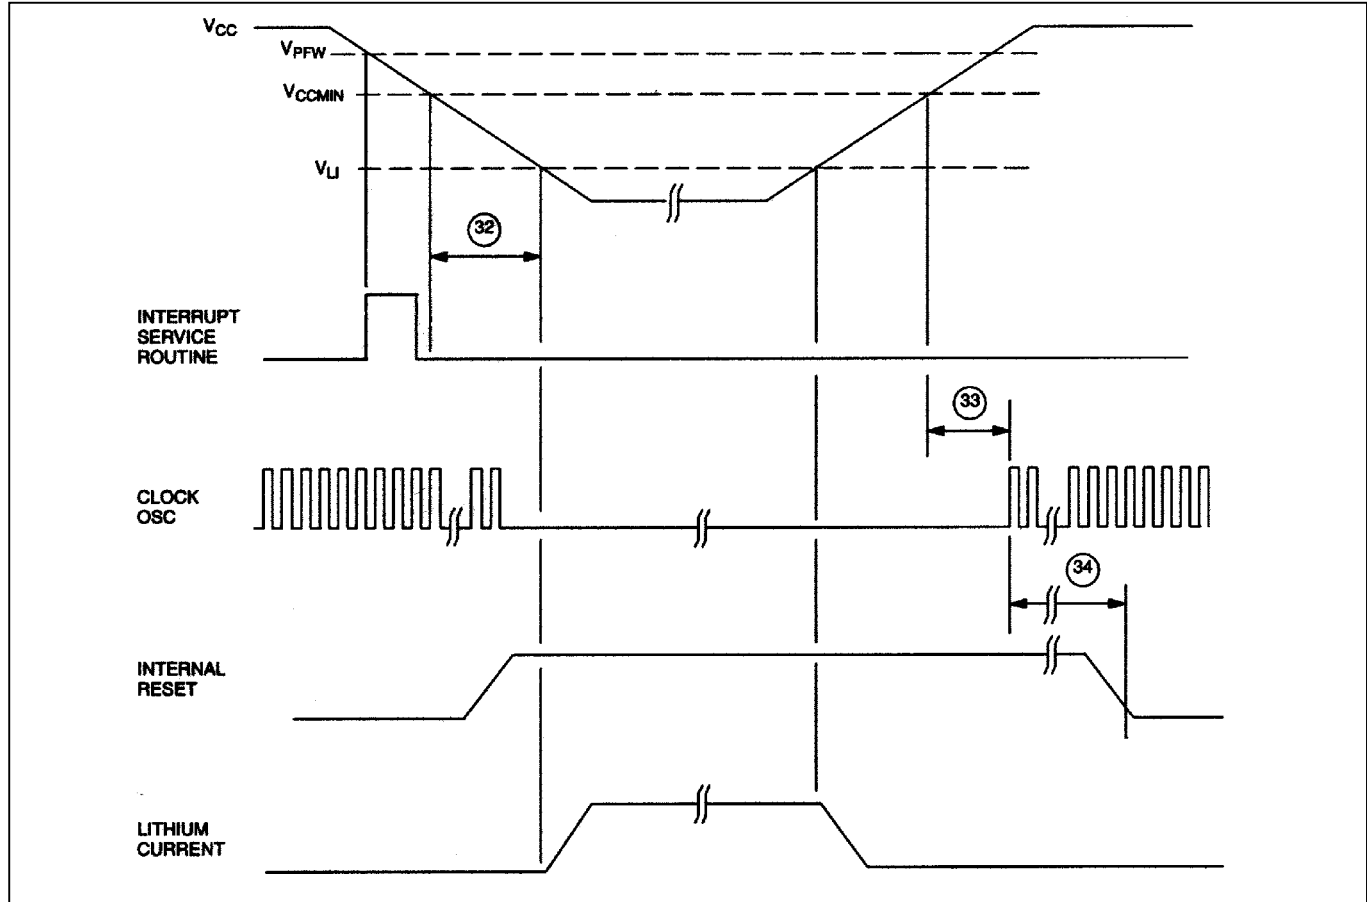 VCC
VPFW
VCCMIN
VLI
32
INTERRUPT
SERVICE
ROUTINE
33
CLOCK
OSC
34
INTERNAL
RESET
LITHIUM
CURRENT